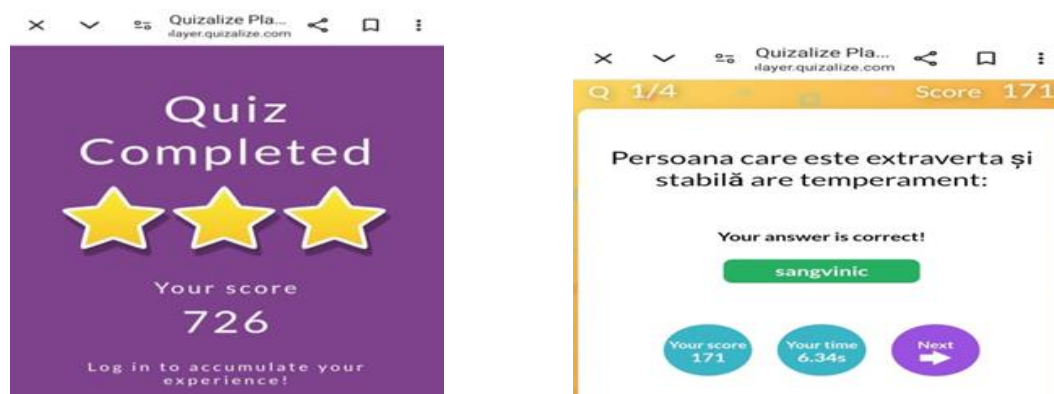 Quizalize Pla...
layer.quizalize.com
Quiz
Completed
Your score
726
Log in to accumulate your
experience!
Quizalize Pla...
layer.quizalize.com
Q 1/4
Score 171
Persoana care este extraverta și
stabilă are temperament:
Your answer is correct!
sangvinic
Your score
171
Your time
6.34s
Next